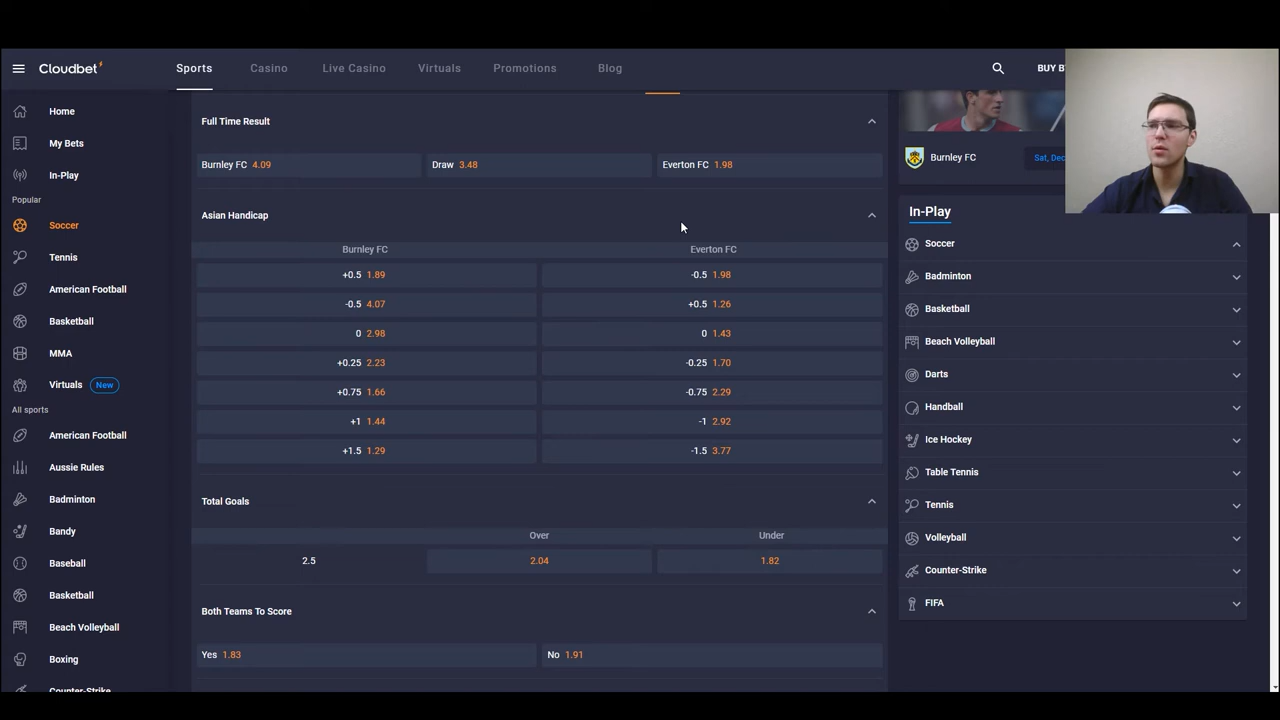 Cloudbet
Sports
Casino
Live Casino
Virtuals
Promotions
Blog
BUY
Home
My Bets
In-Play
Popular
Soccer
Tennis
American Football
Basketball
MMA
Virtuals New
All sports
American Football
Aussie Rules
Badminton
Bandy
Baseball
Basketball
Beach Volleyball
Boxing
Counter-Strike
Full Time Result
Burnley FC 4.09
Draw 3.48
Everton FC 1.98
Asian Handicap
Burnley FC
Everton FC
+0.5 1.89
-0.5 1.98
-0.5 4.07
+0.5 1.26
0 2.98
0 1.43
+0.25 2.23
-0.25 1.70
+0.75 1.66
-0.75 2.29
+1 1.44
-1 2.92
+1.5 1.29
-1.5 3.77
Total Goals
Over
Under
2.5
2.04
1.82
Both Teams To Score
Yes 1.83
No 1.91
Burnley FC
Sat, Dec
In-Play
Soccer
Badminton
Basketball
Beach Volleyball
Darts
Handball
Ice Hockey
Table Tennis
Tennis
Volleyball
Counter-Strike
FIFA